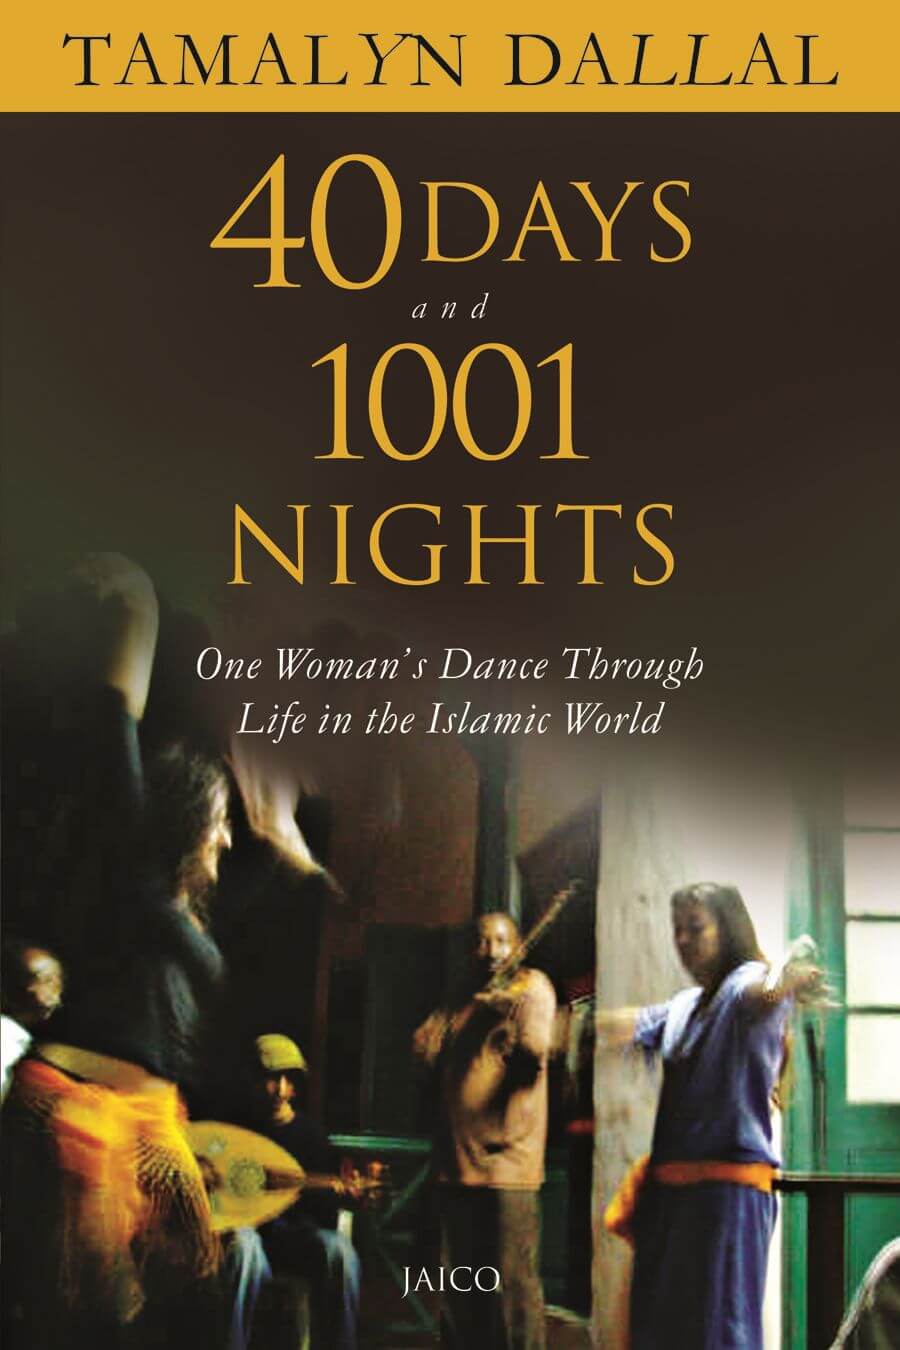 TAMALYN DALLAL
40 DAYS
and
1001
NIGHTS
One Woman's Dance Through
Life in the Islamic World
JAICO